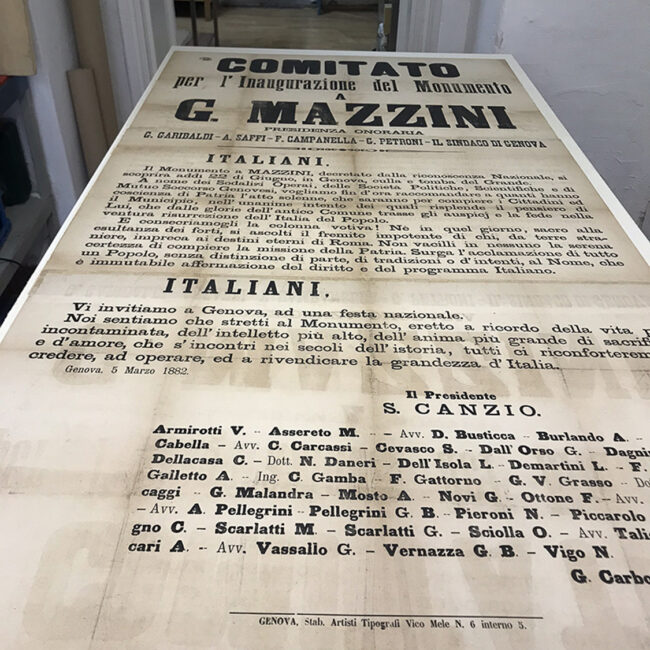 COMITATO
per l'Inaugurazione del Monumento
A
G. MAZZINI
PRESIDENZA ONORARIA
G. GARIBALDI - A. SAFFI - F. CAMPANELLA - G. PETRONI - IL SINDACO DI GENOVA
ITALIANI,
Il Monumento a MAZZINI, decretato dalla riconoscenza Nazionale, si
scoprirà addì 22 di Giugno, in Genova, culla e tomba del Grande.
A nome dei Sodalisi Operai, delle Società Politiche, Scientifiche e di
Mutuo Soccorso Genovesi, vogliamo fin d'ora raccomandare alla
coscienza di Patria l'atto solenne, che saranno per compiere i Cittadini ed
il Municipio, nell'unanime intento dei quali risplende il pensiero di
Lui, che dalle glorie dell'antico Comune trasse gli auspicj e la fede nella
ventura risurrezione dell'Italia del Popolo.
E' consacriamogli la colonna votiva! Nè in quel giorno, sacro alla
esultanza dei forti, si ascolti il fremito impotente di chi, da terre stra-
niere, impreca ai destini eterni di Roma. Non vacilli in nessuno la serena
certezza di compiere la missione della Patria. Surga l'acclamazione di tutto
un Popolo, senza distinzione di parte, di tradizioni o d'intenti, al Nome, che
è immutabile affermazione del diritto e del programma Italiano.
ITALIANI,
Vi invitiamo a Genova, ad una festa nazionale.
Noi sentiamo che stretti al Monumento, eretto a ricordo della vita,
incontaminata, dell'intelletto più alto, dell'anima più grande di
e d'amore, che s'incontri nei secoli dell'istoria, tutti ci
credere, ad operare, ed a rivendicare la grandezza d'Italia.
Genova, 5 Marzo 1882.
Il Presidente
S. CANZIO.
Armirotti V. - Assereto M. - Avv. D. Busticca - Burlando A. -
Cabella - Avv. C. Carcassi - Cevasco S. - Dall'Orso G. -
Dellacasa C. - Dott. N. Daneri - Dell'Isola L. - Demartini L. - F.
Galletto A. - Ing. C. Gamba - F. Gattorno - G. V. Grasso -
caggi - G. Malandra - Mosto A. - Novi G. - Ottone F. - Avv.
- Avv. A. Pellegrini - Pellegrini G. B. - Pieroni N. - Piccarolo
gno C. - Scarlatti M. - Scarlatti G. - Sciolla O. - Avv.
cari A. - Avv. Vassallo G. - Vernazza G. B. - Vigo N.
G.
GENOVA, Stab. Artisti Tipografi Vico Mele N. 6 interno 5.